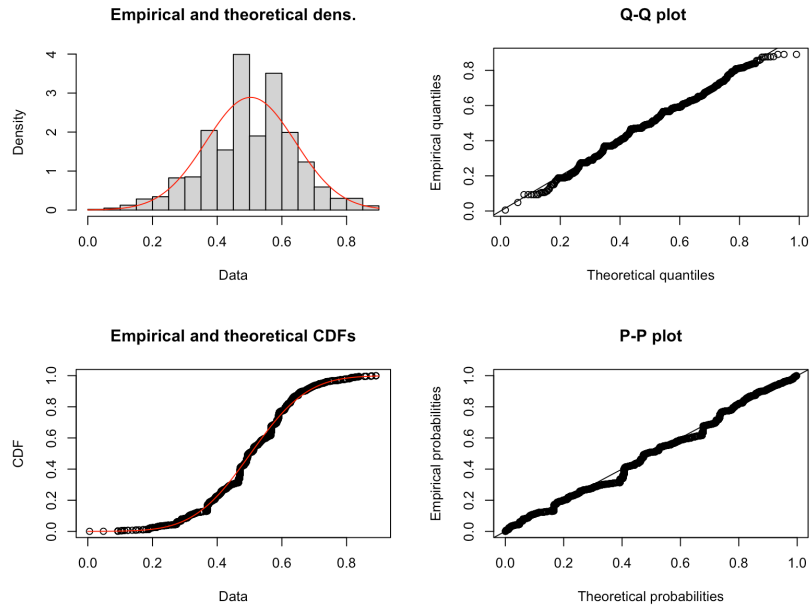 Empirical and theoretical dens.
Density
0 1 2 3 4
0.0 0.2 0.4 0.6 0.8
Data
Q-Q plot
Empirical quantiles
0.0 0.2 0.4 0.6 0.8
0.0 0.2 0.4 0.6 0.8 1.0
Theoretical quantiles
Empirical and theoretical CDFs
CDF
0.0 0.2 0.4 0.6 0.8 1.0
0.0 0.2 0.4 0.6 0.8
Data
P-P plot
Empirical probabilities
0.0 0.2 0.4 0.6 0.8 1.0
0.0 0.2 0.4 0.6 0.8 1.0
Theoretical probabilities